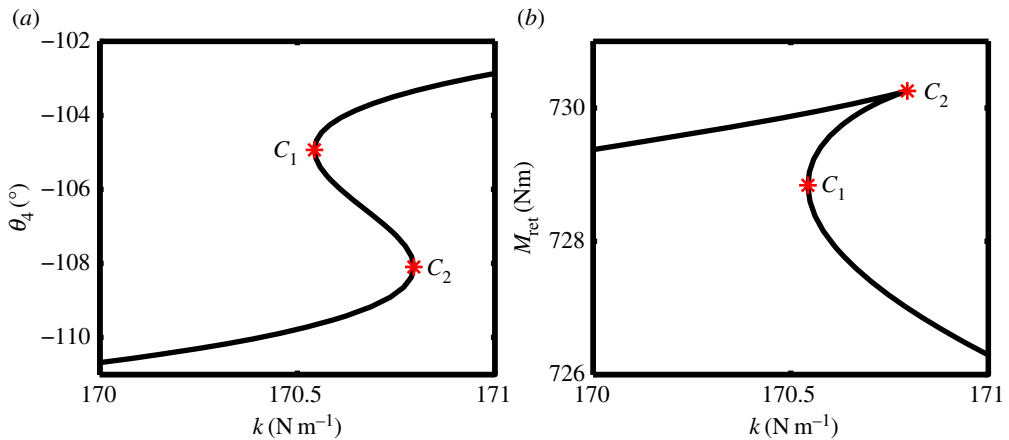 (a)
−102
−104
−106
−108
−110
θ4 (°)
C1
C2
170
170.5
171
k (N m−1)
(b)
730
728
726
Mret (Nm)
C2
C1
170
170.5
171
k (N m−1)